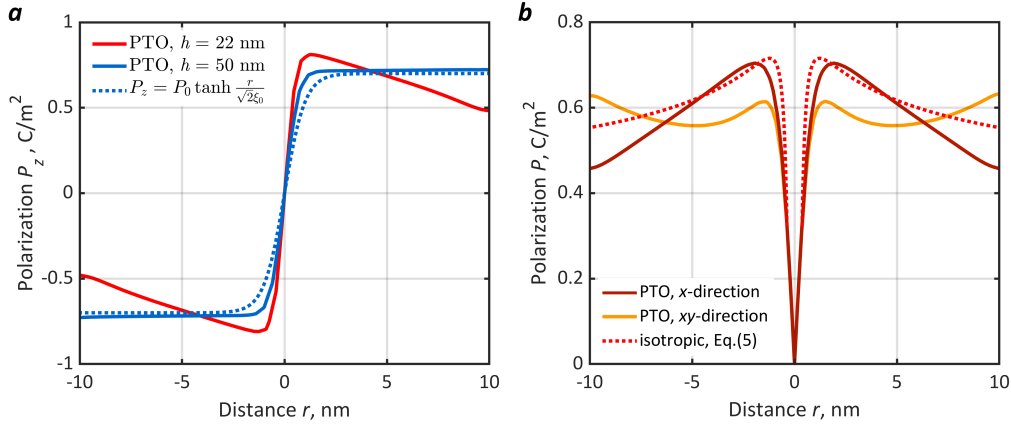 a
1
0.5
0
-0.5
-1
-10
-5
0
5
10
Polarization P_z , C/m²
Distance r, nm
PTO, h = 22 nm
PTO, h = 50 nm
P_z = P_0 tanh r/√2ξ_0
b
0.8
0.6
0.4
0.2
0
-10
-5
0
5
10
Polarization P, C/m²
Distance r, nm
PTO, x-direction
PTO, xy-direction
isotropic, Eq.(5)